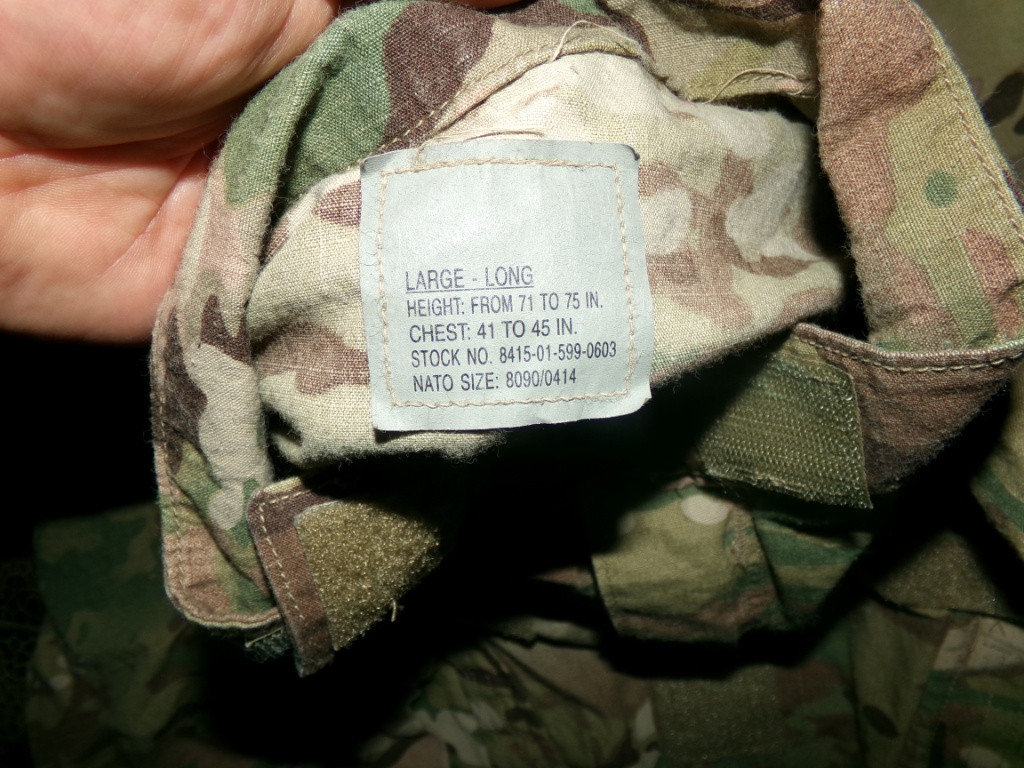 LARGE - LONG
HEIGHT: FROM 71 TO 75 IN.
CHEST: 41 TO 45 IN.
STOCK NO. 8415-01-599-0603
NATO SIZE: 8090/0414